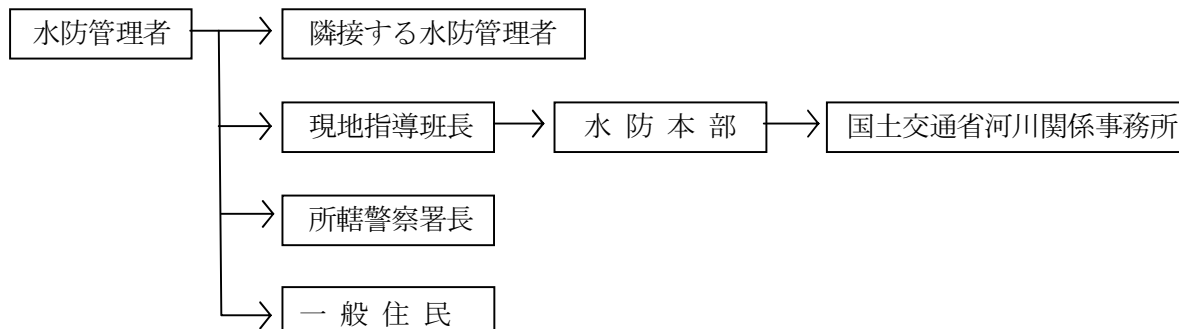 水防管理者
隣接する水防管理者
現地指導班長
水 防 本 部
国土交通省河川関係事務所
所轄警察署長
一 般 住 民